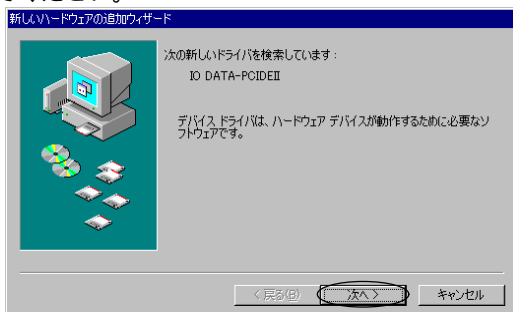 新しいハードウェアの追加ウィザード
次の新しいドライバを検索しています：
IO DATA-PCIDEII
デバイス ドライバは、ハードウェア デバイスが動作するために必要なソ
フトウェアです。
< 戻る(B)
次へ >
キャンセル